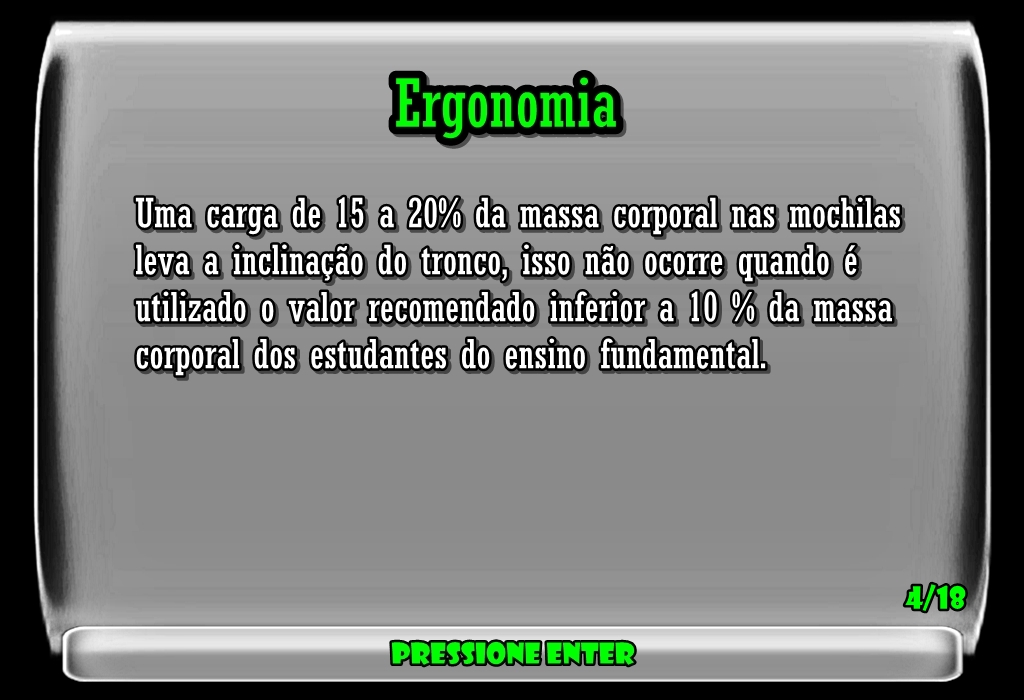 Ergonomia
Uma carga de 15 a 20% da massa corporal nas mochilas
leva a inclinação do tronco, isso não ocorre quando é
utilizado o valor recomendado inferior a 10 % da massa
corporal dos estudantes do ensino fundamental.
4/18
PRESSIONE ENTER